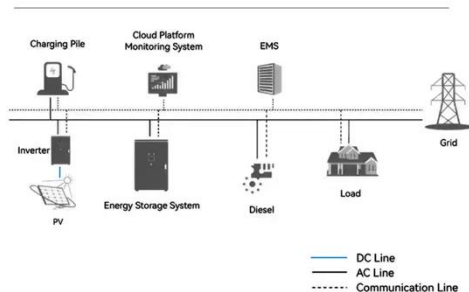 Charging Pile
Cloud Platform
Monitoring System
EMS
Inverter
Grid
PV
Energy Storage System
Diesel
Load
DC Line
AC Line
Communication Line